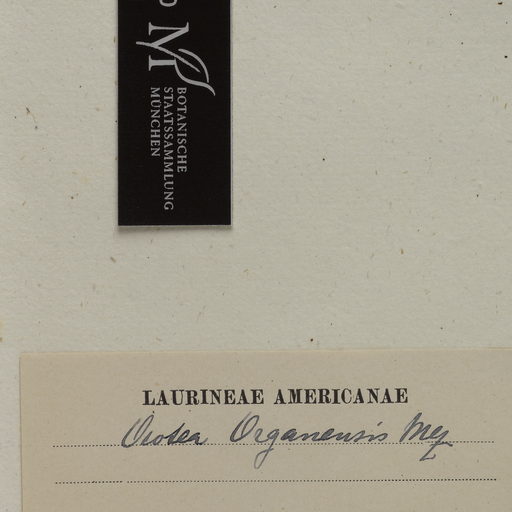 M
BOTANISCHE
STAATSSAMMLUNG
MÜNCHEN
LAURINEAE AMERICANAE
Ocotea Organensis Mez